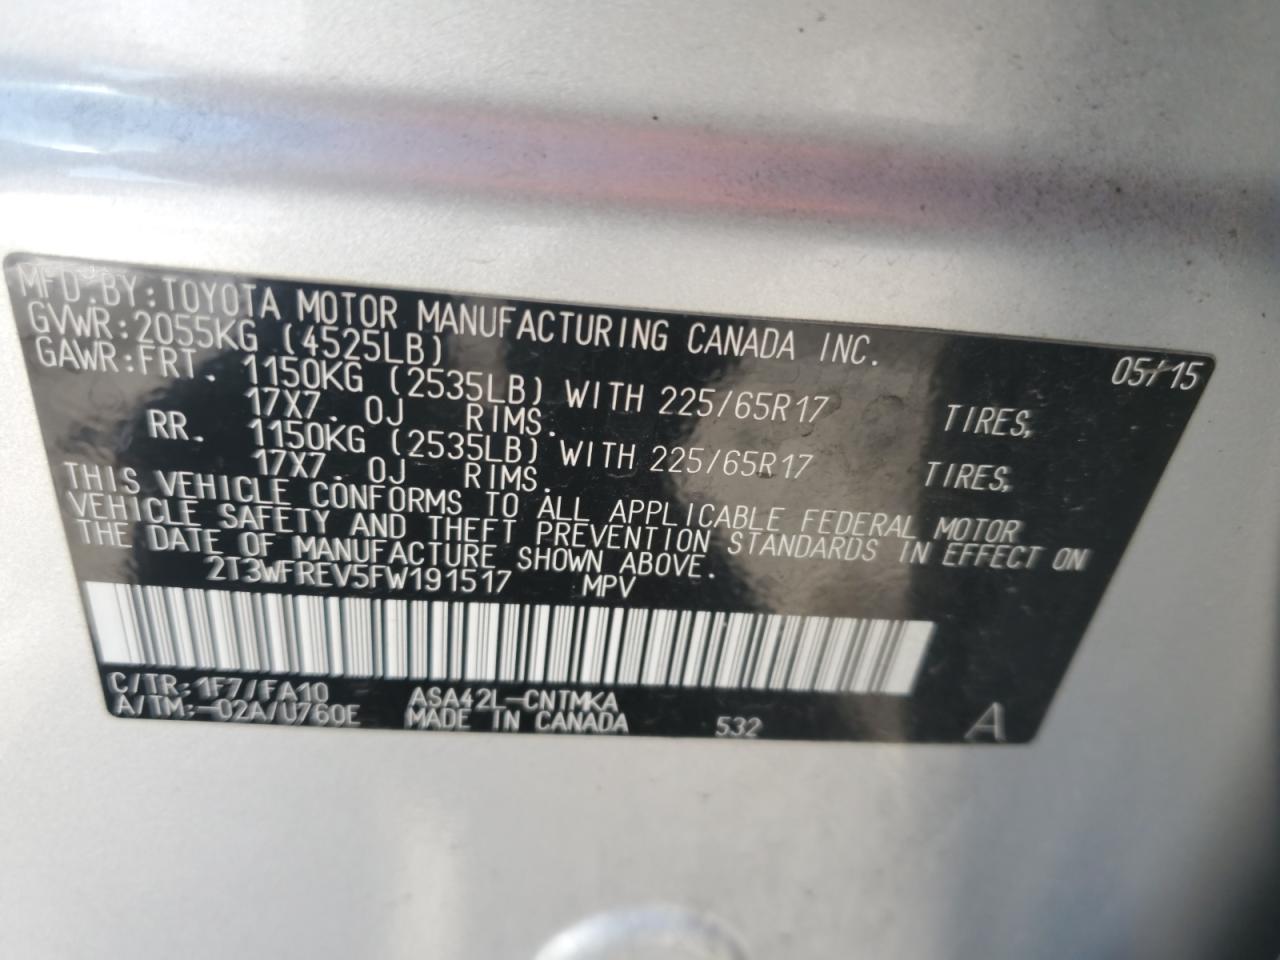 MFD.BY:TOYOTA MOTOR MANUFACTURING CANADA INC.
GVWR:2055KG (4525LB) 05/15
GAWR:FRT. 1150KG (2535LB) WITH 225/65R17 TIRES,
17X7.0J RIMS.
RR. 1150KG (2535LB) WITH 225/65R17 TIRES,
17X7.0J RIMS.
THIS VEHICLE CONFORMS TO ALL APPLICABLE FEDERAL MOTOR
VEHICLE SAFETY AND THEFT PREVENTION STANDARDS IN EFFECT ON
THE DATE OF MANUFACTURE SHOWN ABOVE.
2T3WFREV5FW191517 MPV
C/TR:1F7/FA10 ASA42L-CNTMKA
A/TM:-02A/U760E MADE IN CANADA 532 A